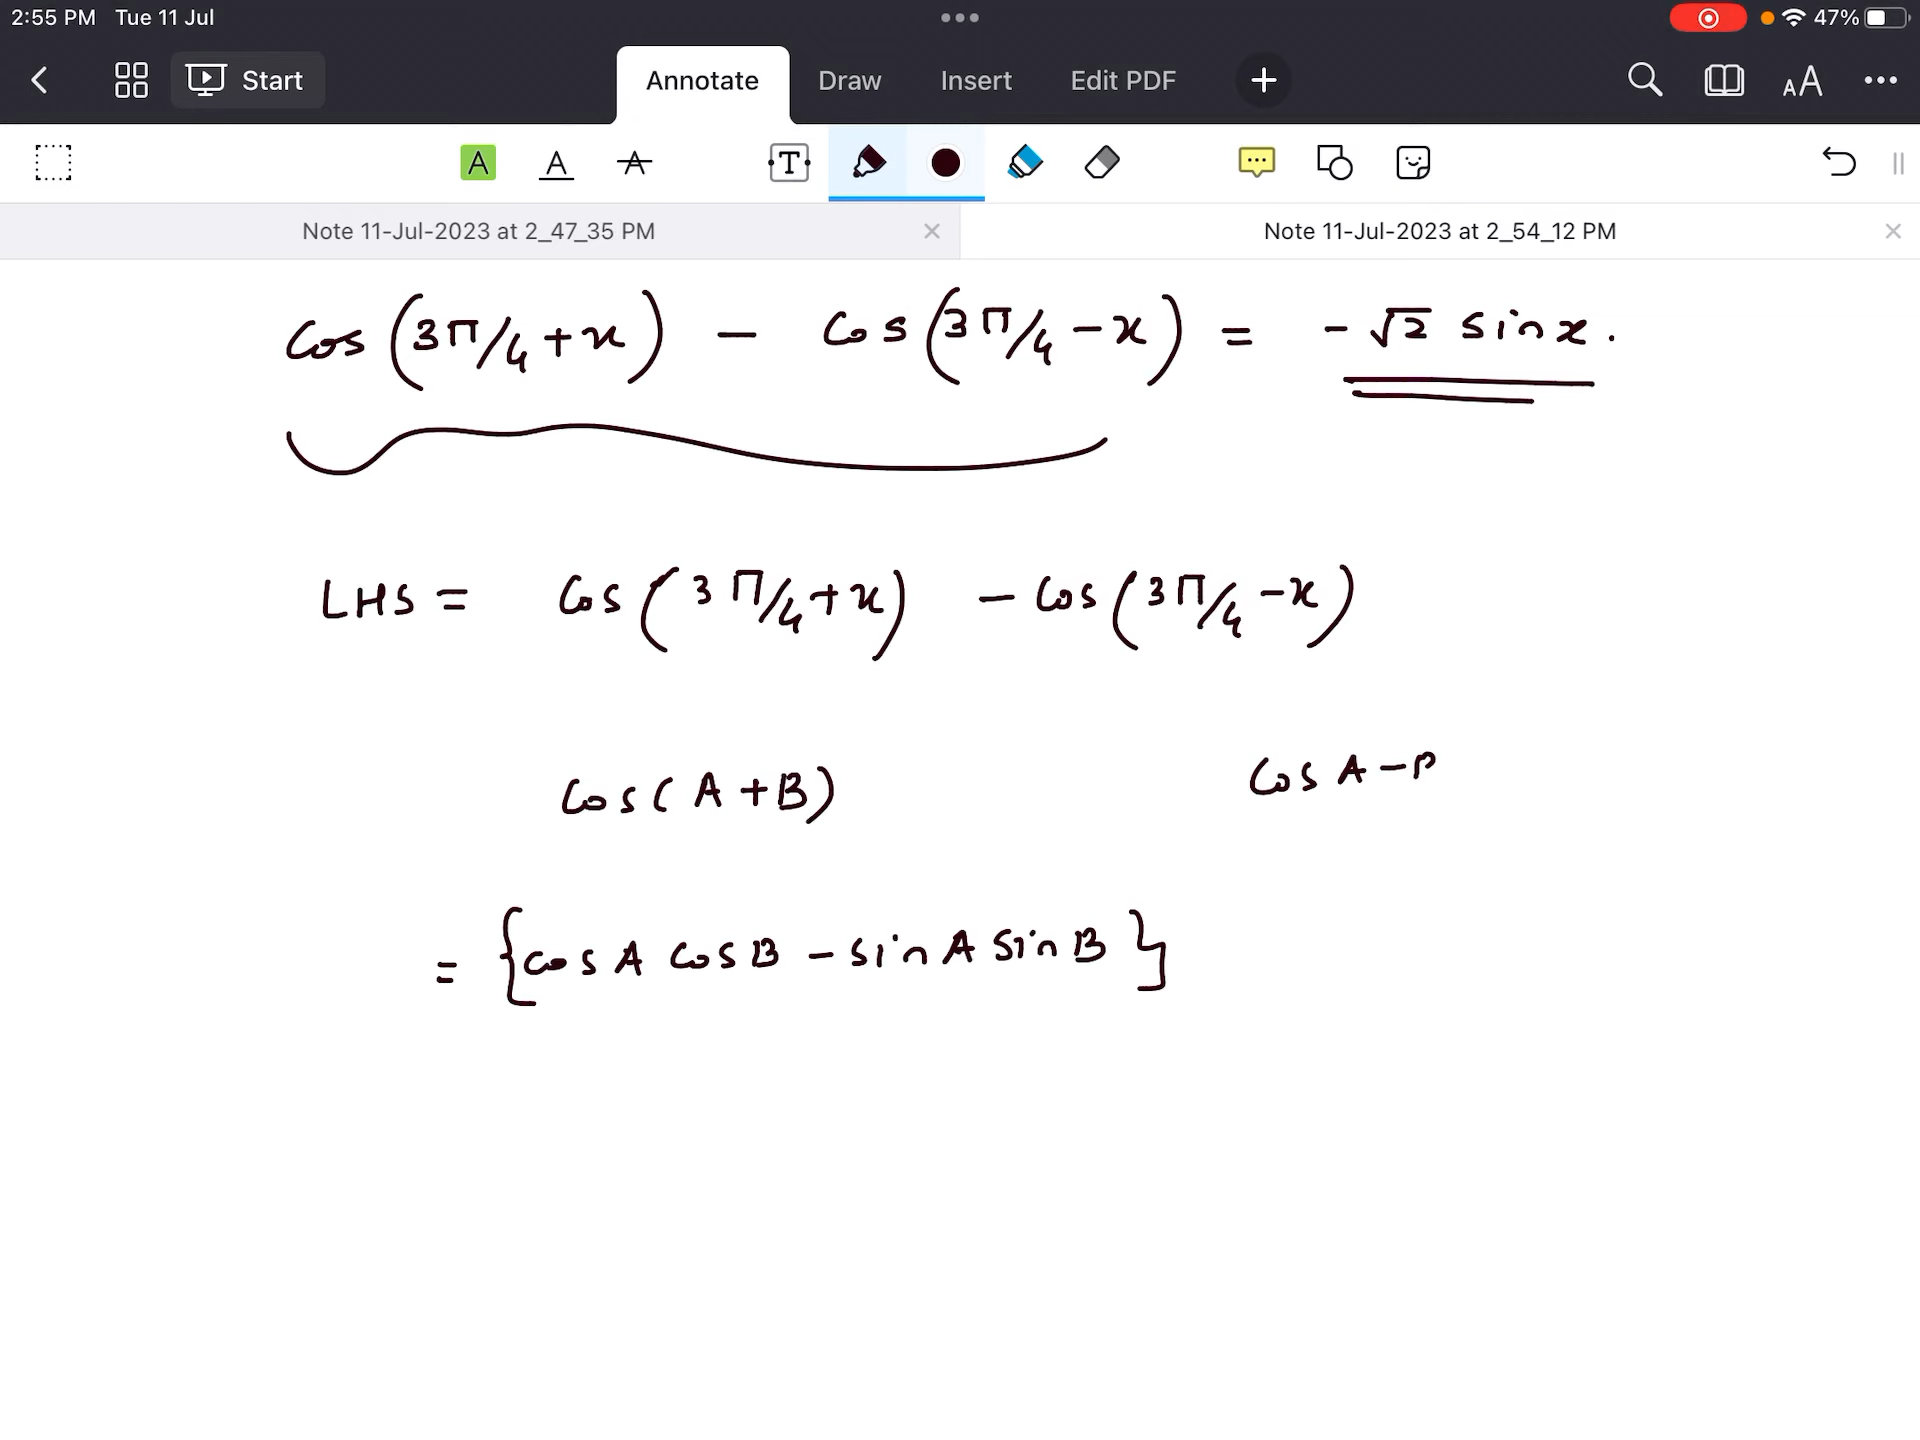 2:55 PM Tue 11 Jul
47%
Start Annotate Draw Insert Edit PDF AA
A A A T
Note 11-Jul-2023 at 2_47_35 PM Note 11-Jul-2023 at 2_54_12 PM
cos (3π/4 + x) - cos (3π/4 - x) = - √2 sin x.
LHS = cos (3π/4 + x) - cos (3π/4 - x)
cos (A + B) cos A - B
= {cos A cos B - sin A sin B}